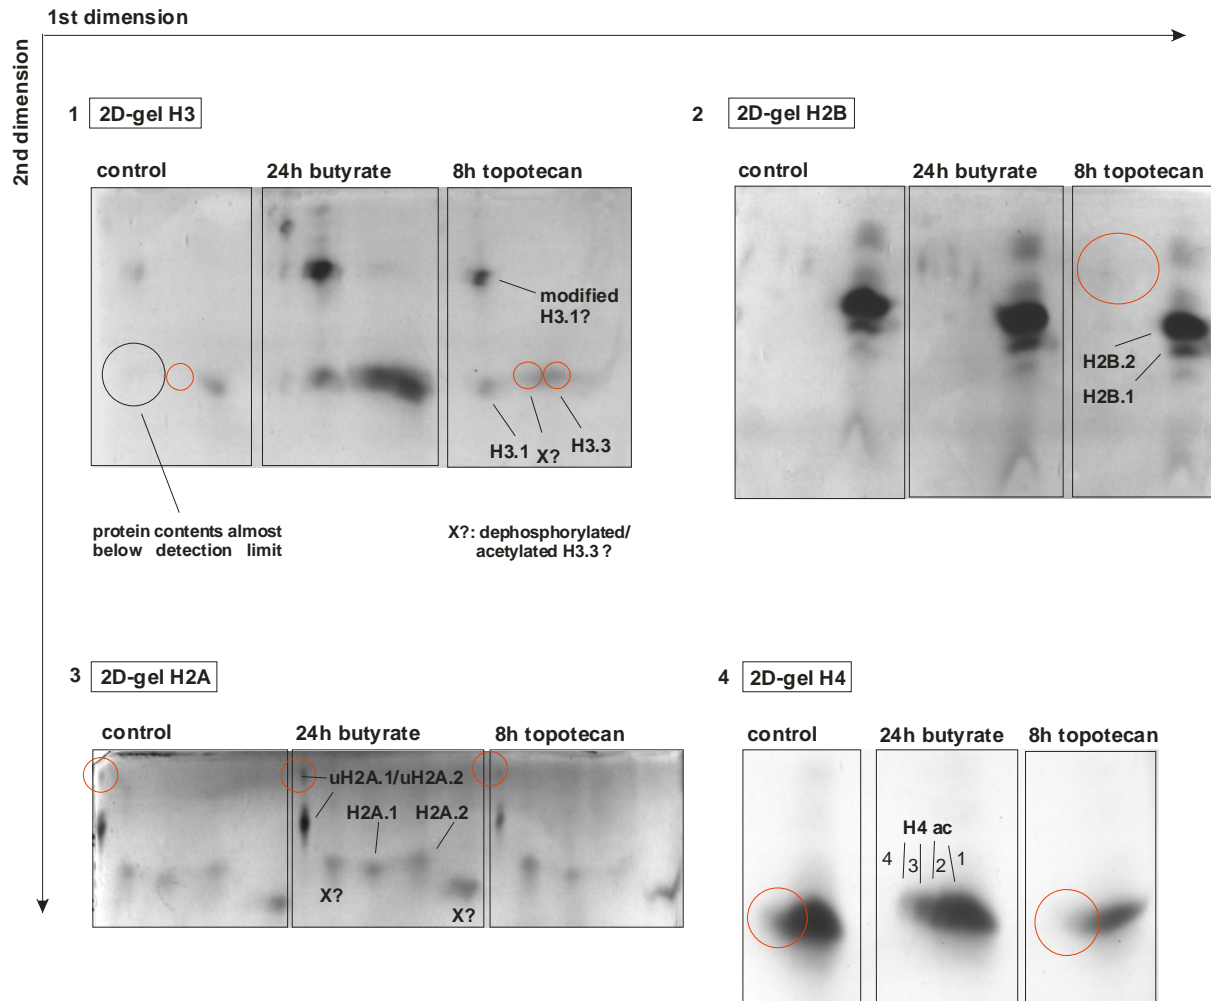 1st dimension
2nd dimension
1 2D-gel H3
control
24h butyrate
8h topotecan
modified
H3.1?
H3.1
X?
H3.3
protein contents almost
below detection limit
X?: dephosphorylated/
acetylated H3.3 ?
2 2D-gel H2B
control
24h butyrate
8h topotecan
H2B.2
H2B.1
3 2D-gel H2A
control
24h butyrate
8h topotecan
uH2A.1/uH2A.2
H2A.1
H2A.2
X?
X?
4 2D-gel H4
control
24h butyrate
8h topotecan
H4 ac
4 3 2 1